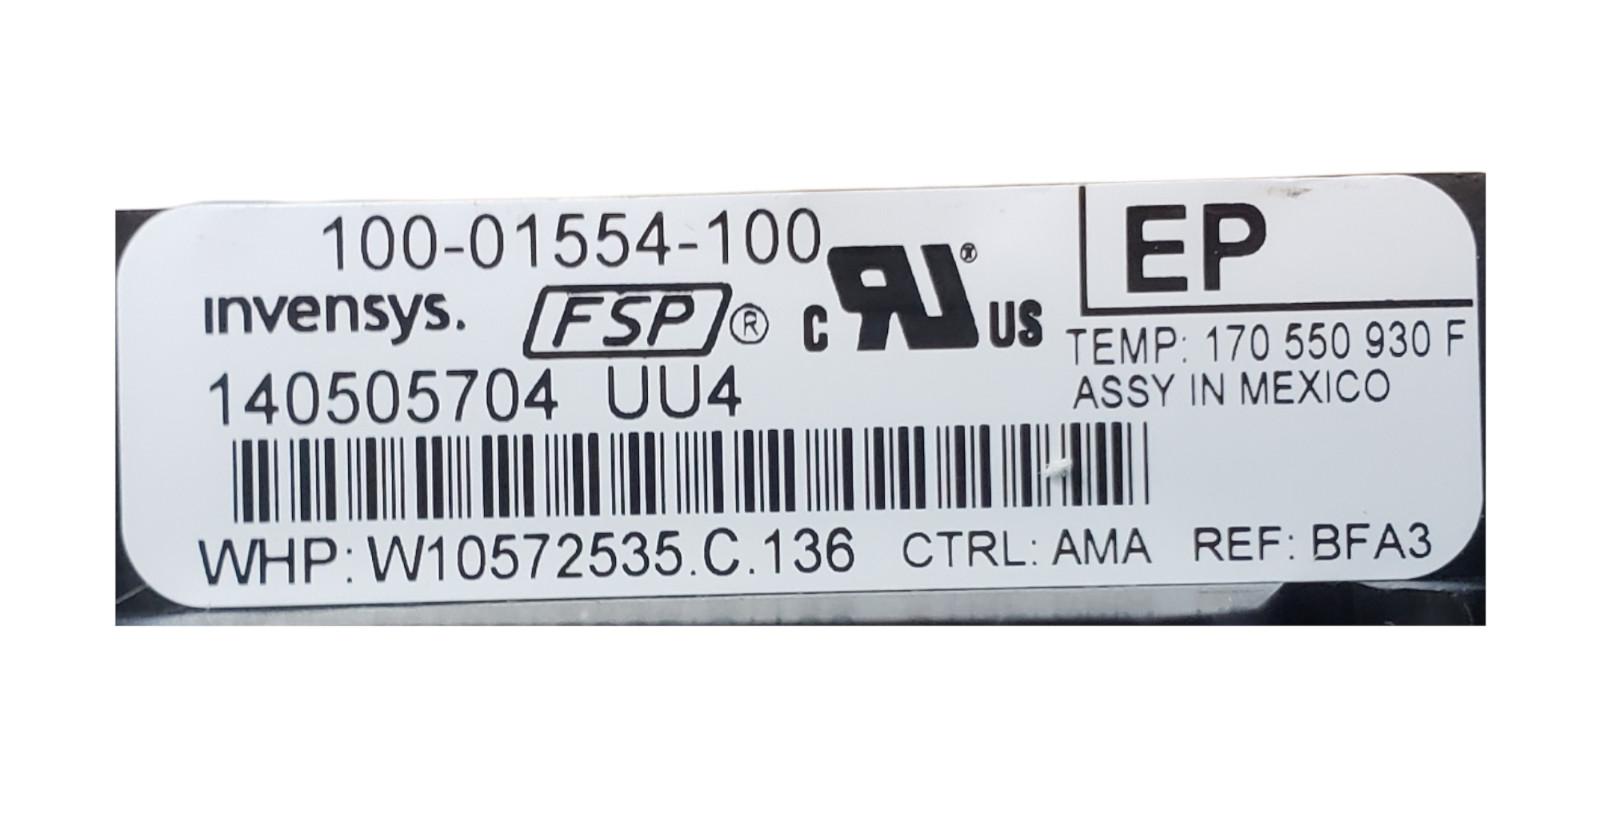 100-01554-100
EP
invensys. FSP® C RU® US
TEMP: 170 550 930 F
140505704 UU4
ASSY IN MEXICO
WHP: W10572535.C.136 CTRL: AMA REF: BFA3